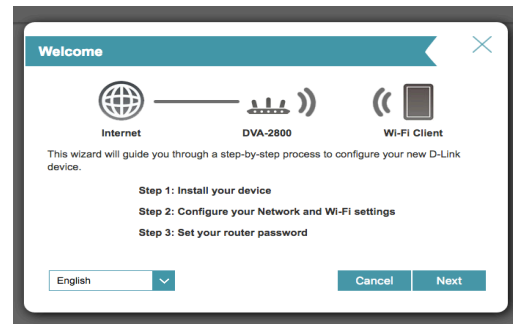 Welcome
Internet
DVA-2800
Wi-Fi Client
This wizard will guide you through a step-by-step process to configure your new D-Link
device.
Step 1: Install your device
Step 2: Configure your Network and Wi-Fi settings
Step 3: Set your router password
English
Cancel
Next